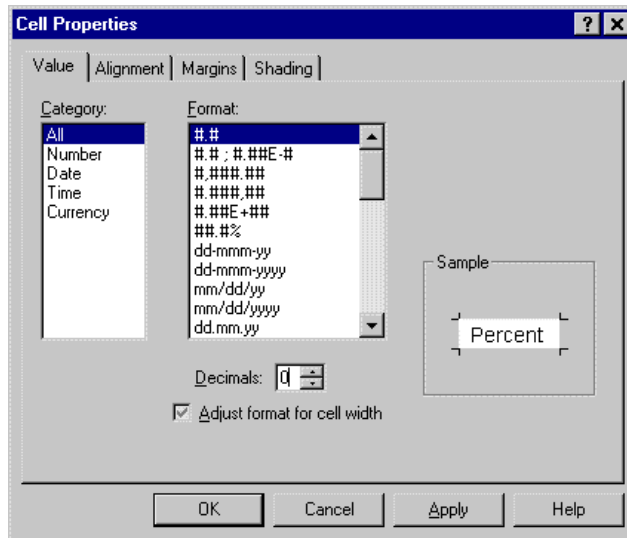 Cell Properties
Value Alignment Margins Shading
Category:
All
Number
Date
Time
Currency
Format:
#.#
#.# ; #.##E-#
#,###.##
#.###,##
#.##E+##
##.#%
dd-mmm-yy
dd-mmm-yyyy
mm/dd/yy
mm/dd/yyyy
dd.mm.yy
Sample
Percent
Decimals: 0
Adjust format for cell width
OK Cancel Apply Help